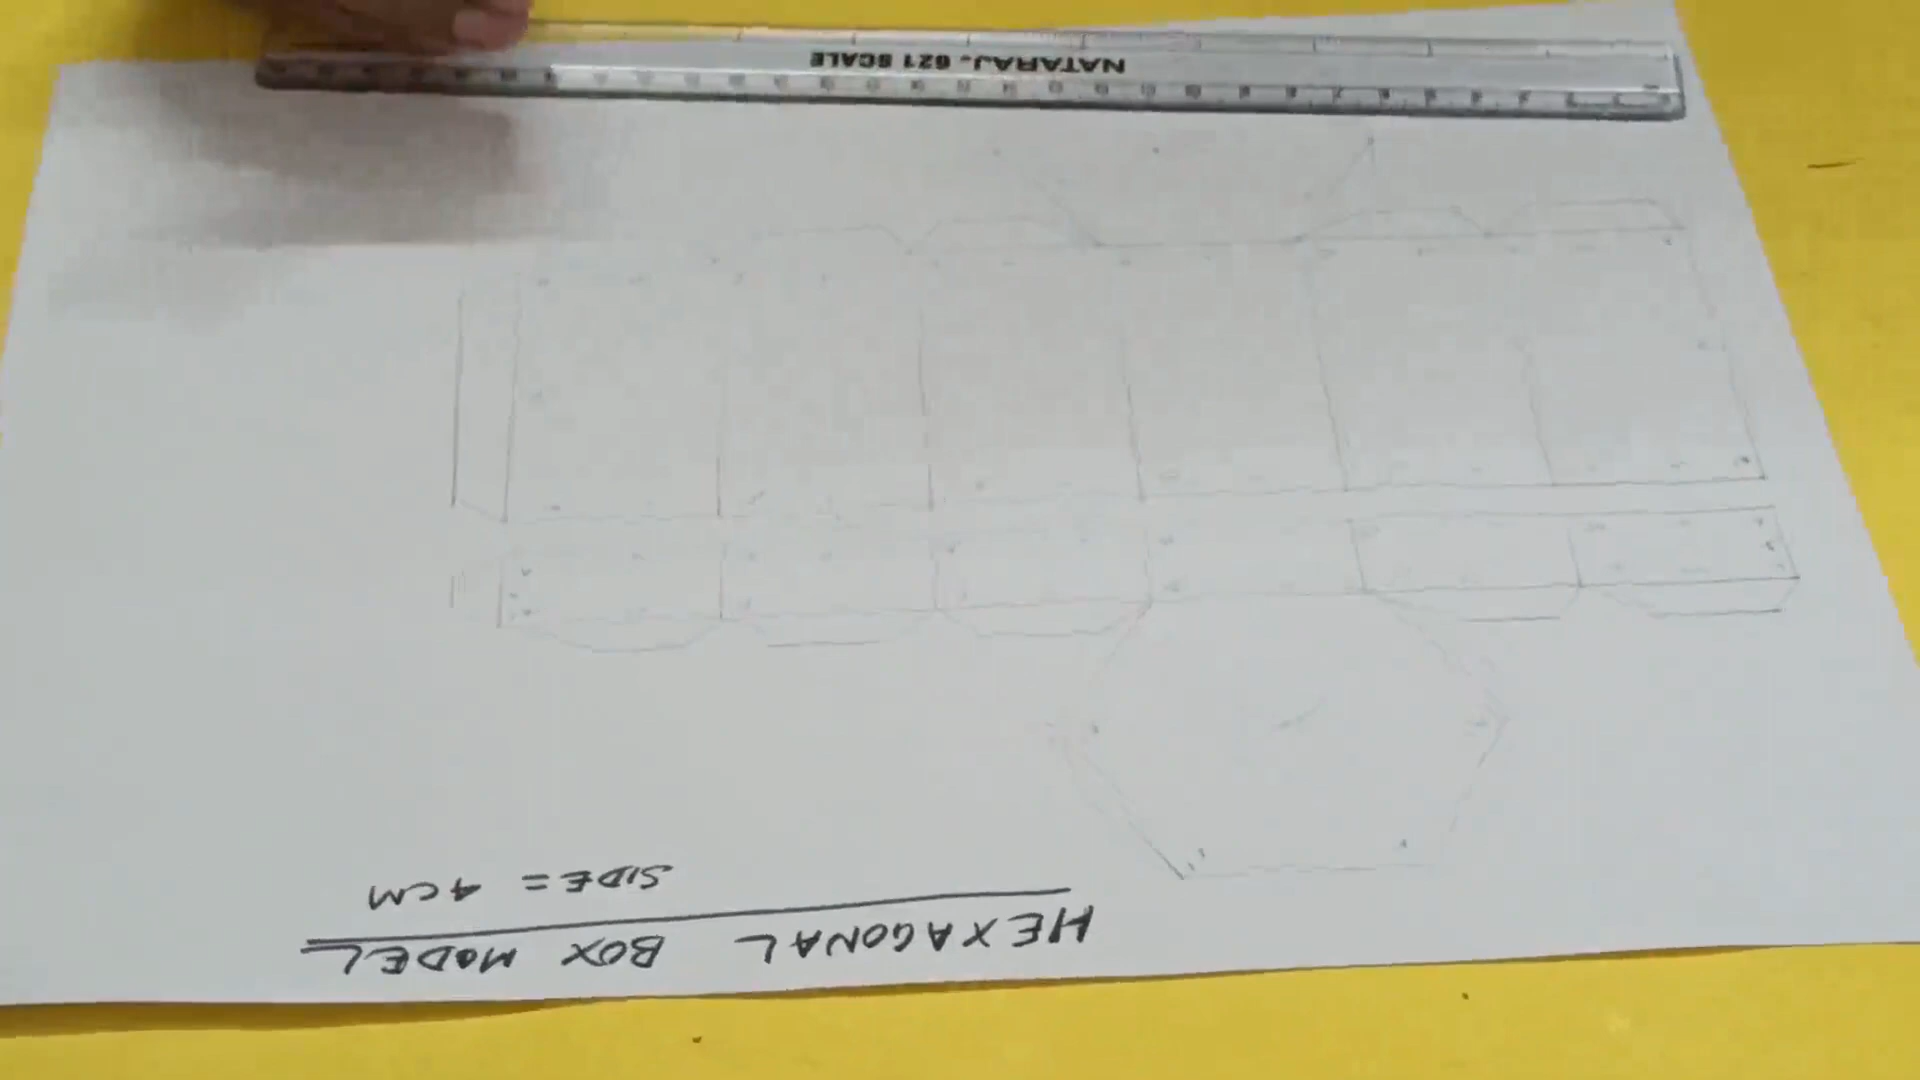 HEXAGONAL BOX MODEL
SIDE = 4CM
NATARAJ. 621 SCALE